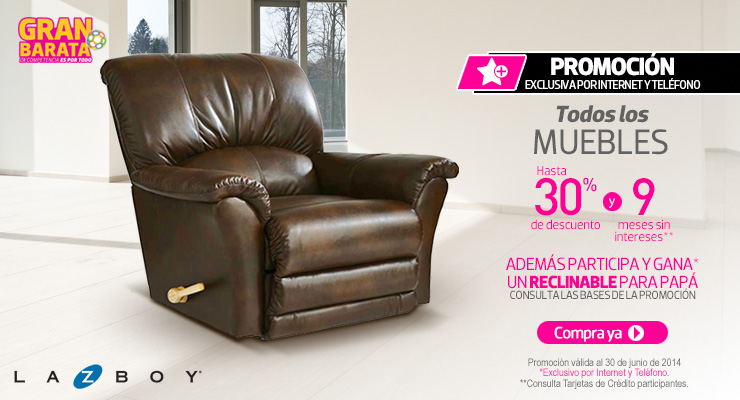 GRAN
BARATA
DE COMPETENCIA ES POR TODO
PROMOCIÓN
EXCLUSIVA POR INTERNET Y TELÉFONO
Todos los
MUEBLES
Hasta
30% y 9
de descuento meses sin
intereses**
ADEMÁS PARTICIPA Y GANA*
UN RECLINABLE PARA PAPÁ
CONSULTA LAS BASES DE LA PROMOCIÓN
Compra ya
Promoción válida al 30 de junio de 2014
*Exclusivo por Internet y Teléfono.
**Consulta Tarjetas de Crédito participantes.
LA Z BOY®